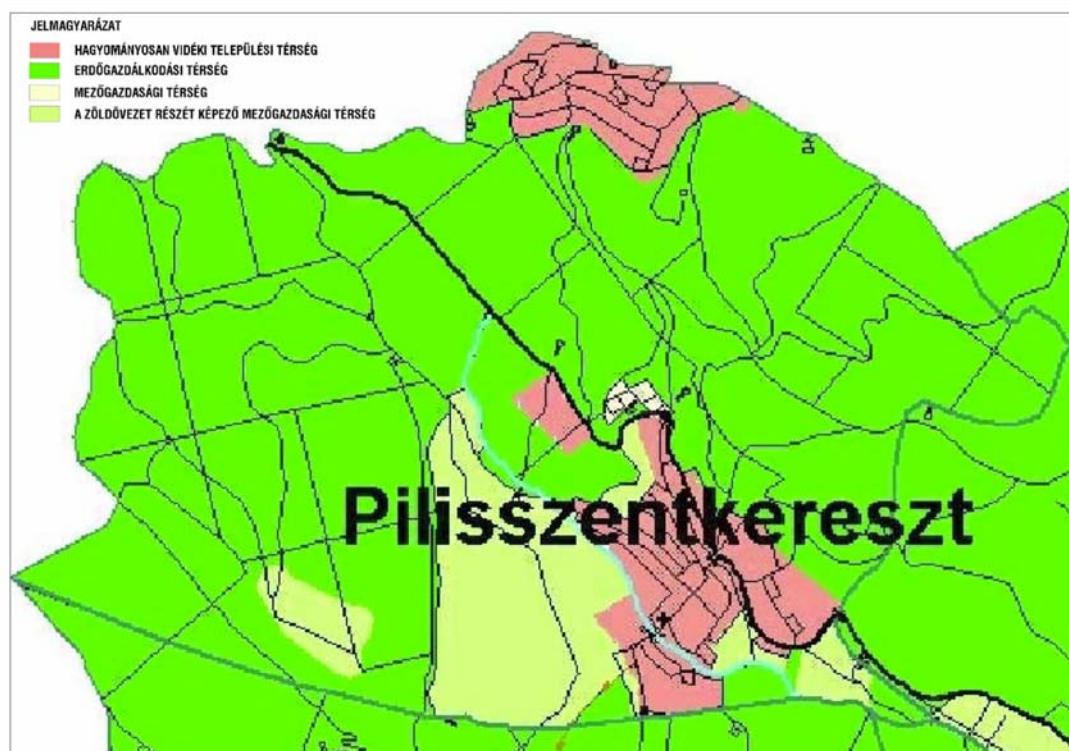 JELMAGYARÁZAT
HAGYOMÁNYOSAN VIDÉKI TELEPÜLÉSI TÉRSÉG
ERDŐGAZDÁLKODÁSI TÉRSÉG
MEZŐGAZDASÁGI TÉRSÉG
A ZÖLDÖVEZET RÉSZÉT KÉPEZŐ MEZŐGAZDASÁGI TÉRSÉG
Pilisszentkereszt